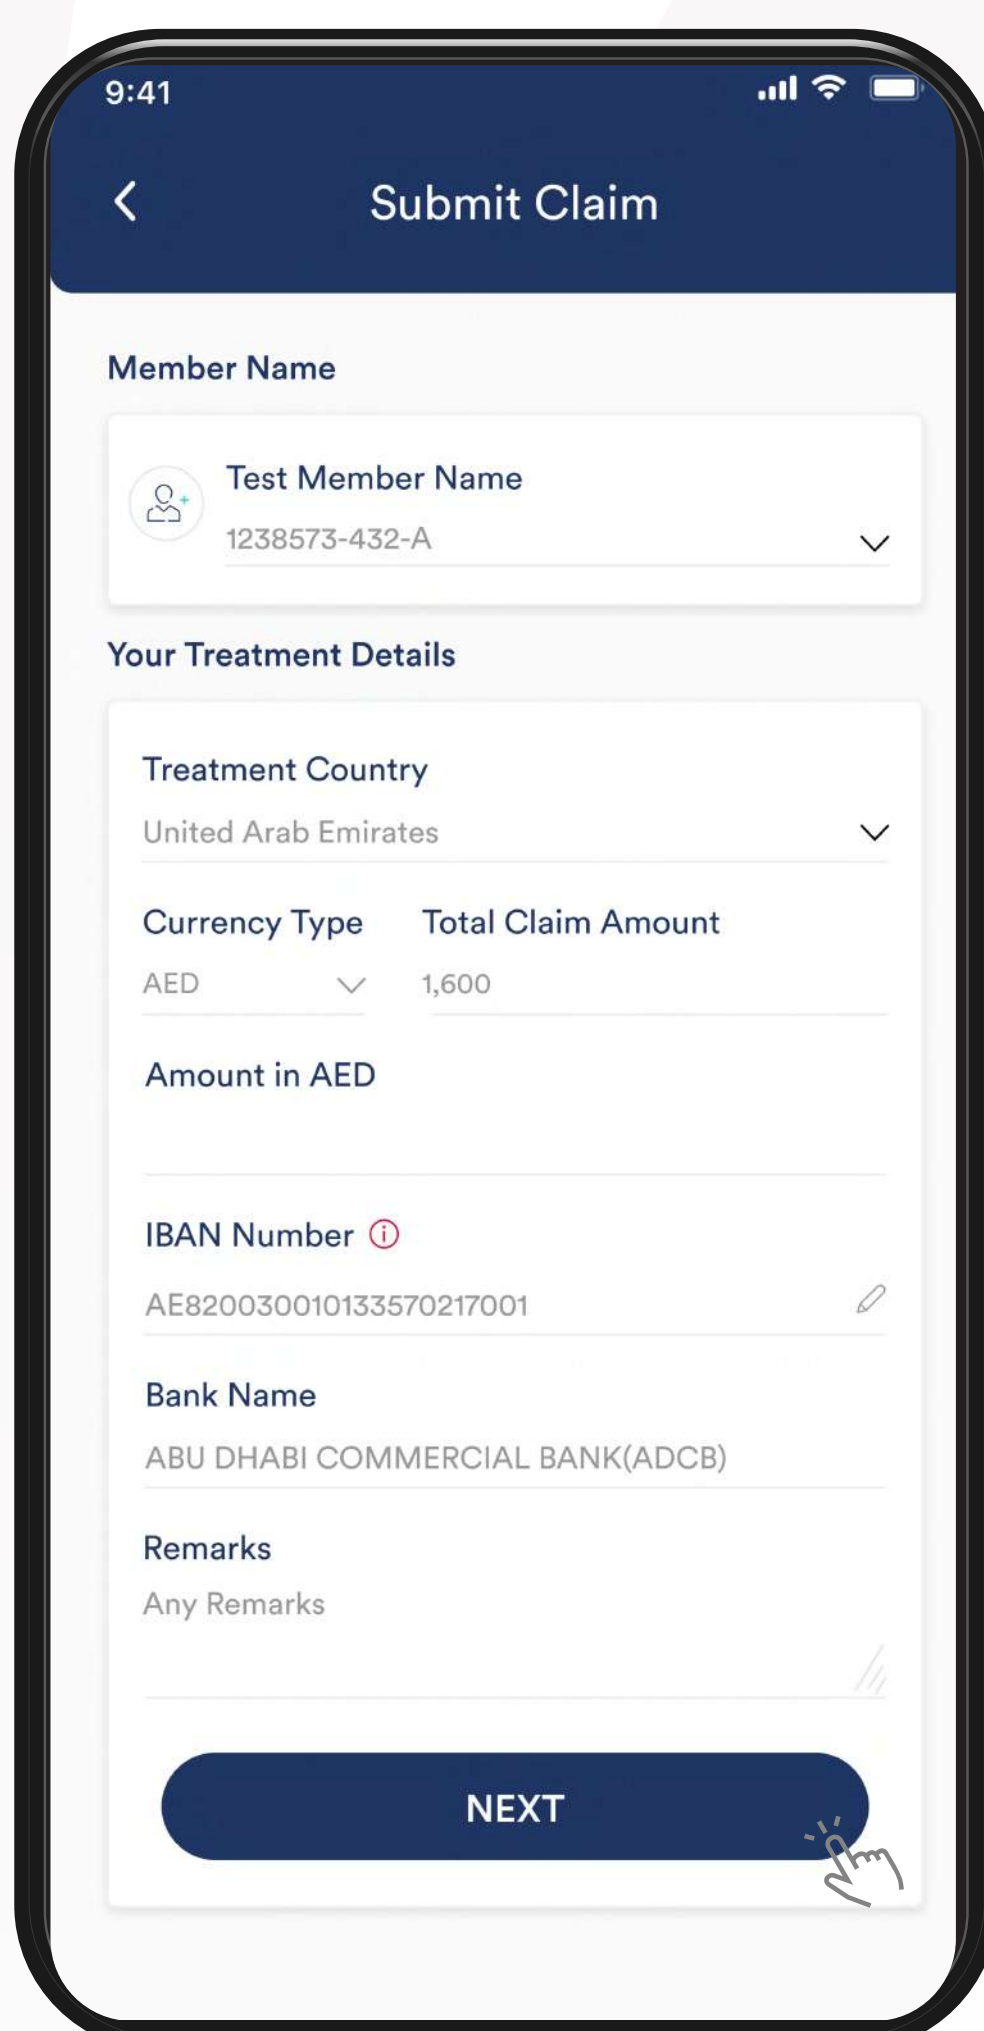 9:41
Submit Claim
Member Name
Test Member Name
1238573-432-A
Your Treatment Details
Treatment Country
United Arab Emirates
Currency Type Total Claim Amount
AED 1,600
Amount in AED
IBAN Number
AE820030010133570217001
Bank Name
ABU DHABI COMMERCIAL BANK(ADCB)
Remarks
Any Remarks
NEXT